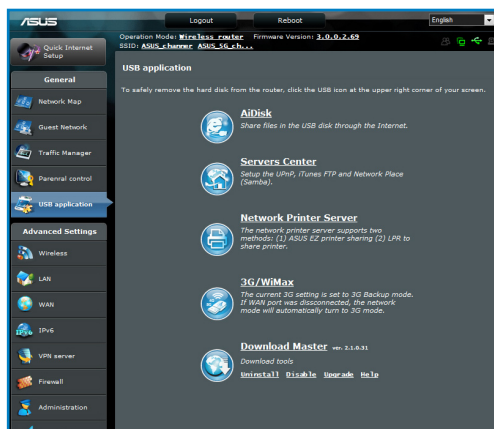 ASUS
Logout
Reboot
English
Operation Mode: Wireless router Firmware Version: 3.0.0.2.69
SSID: ASUS_channer ASUS_5G_ch...
Quick Internet
Setup
General
Network Map
Guest Network
Traffic Manager
Parenral control
USB application
Advanced Settings
Wireless
LAN
WAN
IPv6
IPv6
VPN server
Firewall
Administration
USB application
To safely remove the hard disk from the router, click the USB icon at the upper right corner of your screen.
AiDisk
Share files in the USB disk through the Internet.
Servers Center
Setup the UPnP, iTunes FTP and Network Place
(Samba).
Network Printer Server
The network printer server supports two
methods: (1) ASUS EZ printer sharing (2) LPR to
share printer.
3G/WiMax
The current 3G setting is set to 3G Backup mode.
If WAN port was dissconnected, the network
mode will automatically turn to 3G mode.
Download Master ver. 2.1.0.31
Download tools
Uninstall Disable Upgrade Help